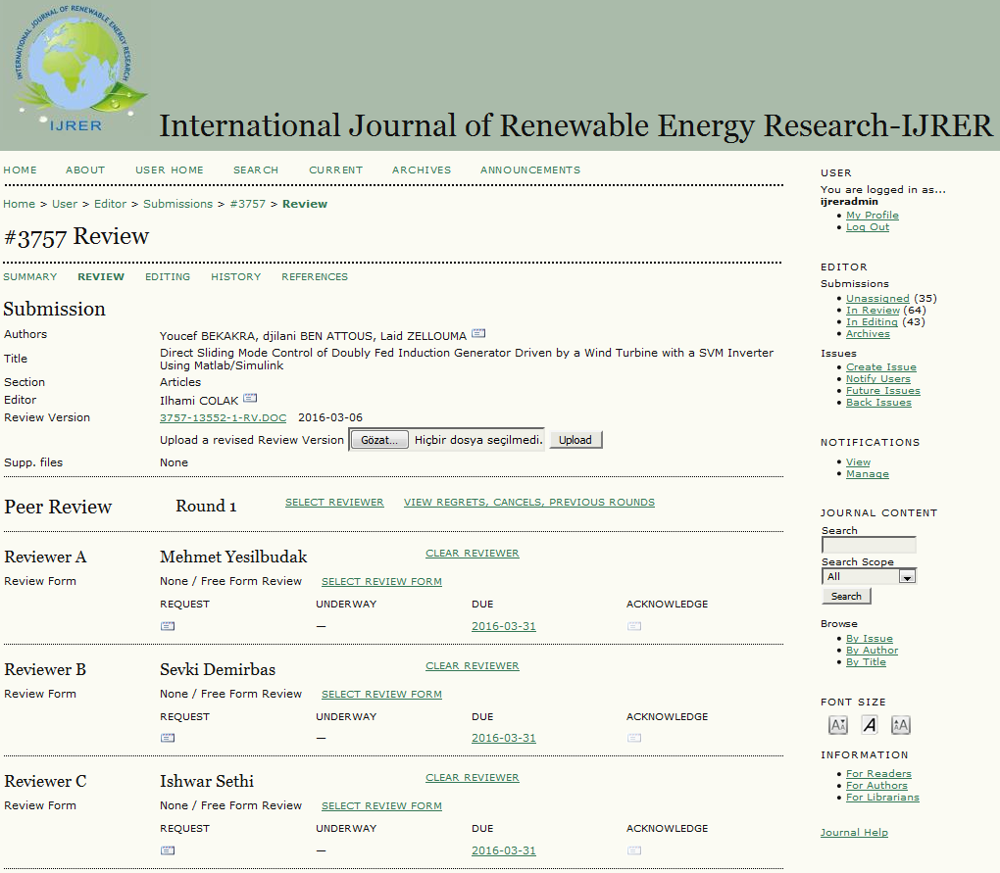 INTERNATIONAL JOURNAL OF RENEWABLE ENERGY RESEARCH
IJRER
International Journal of Renewable Energy Research-IJRER
HOME ABOUT USER HOME SEARCH CURRENT ARCHIVES ANNOUNCEMENTS
Home > User > Editor > Submissions > #3757 > Review
#3757 Review
SUMMARY REVIEW EDITING HISTORY REFERENCES
Submission
Authors Youcef BEKAKRA, djilani BEN ATTOUS, Laid ZELLOUMA
Title Direct Sliding Mode Control of Doubly Fed Induction Generator Driven by a Wind Turbine with a SVM Inverter
Using Matlab/Simulink
Section Articles
Editor Ilhami COLAK
Review Version 3757-13552-1-RV.DOC 2016-03-06
Upload a revised Review Version Gözat... Hiçbir dosya seçilmedi. Upload
Supp. files None
Peer Review Round 1 SELECT REVIEWER VIEW REGRETS, CANCELS, PREVIOUS ROUNDS
Reviewer A Mehmet Yesilbudak CLEAR REVIEWER
Review Form None / Free Form Review SELECT REVIEW FORM
REQUEST UNDERWAY DUE ACKNOWLEDGE
— 2016-03-31
Reviewer B Sevki Demirbas CLEAR REVIEWER
Review Form None / Free Form Review SELECT REVIEW FORM
REQUEST UNDERWAY DUE ACKNOWLEDGE
— 2016-03-31
Reviewer C Ishwar Sethi CLEAR REVIEWER
Review Form None / Free Form Review SELECT REVIEW FORM
REQUEST UNDERWAY DUE ACKNOWLEDGE
— 2016-03-31
USER
You are logged in as...
ijreradmin
My Profile
Log Out
EDITOR
Submissions
Unassigned (35)
In Review (64)
In Editing (43)
Archives
Issues
Create Issue
Notify Users
Future Issues
Back Issues
NOTIFICATIONS
View
Manage
JOURNAL CONTENT
Search
Search Scope
All
Search
Browse
By Issue
By Author
By Title
FONT SIZE
AA A AA
INFORMATION
For Readers
For Authors
For Librarians
Journal Help